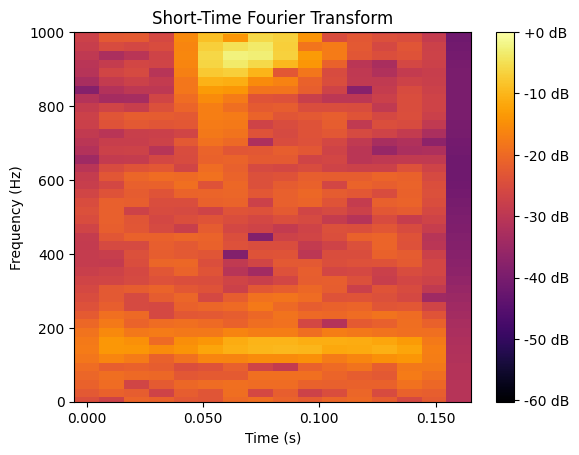 Short-Time Fourier Transform
1000
800
600
400
200
0
Frequency (Hz)
0.000
0.050
0.100
0.150
Time (s)
+0 dB
-10 dB
-20 dB
-30 dB
-40 dB
-50 dB
-60 dB